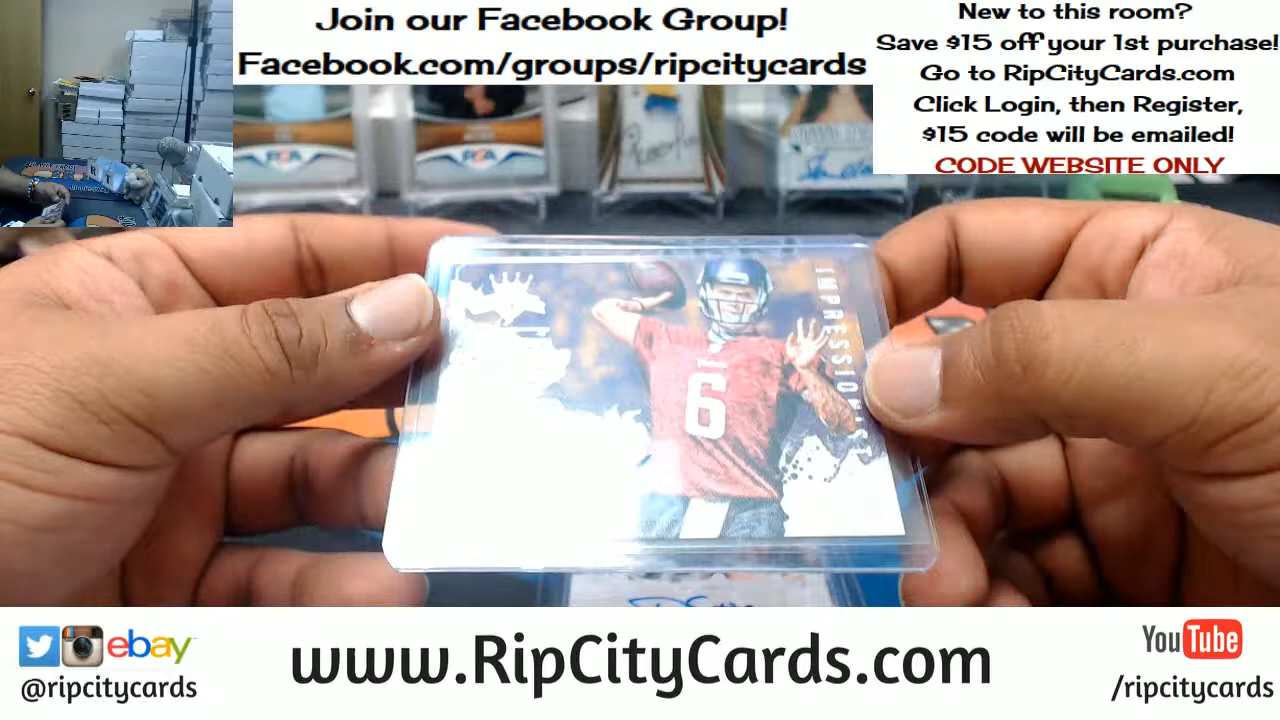 Join our Facebook Group!
Facebook.com/groups/ripcitycards
New to this room?
Save $15 off your 1st purchase!
Go to RipCityCards.com
Click Login, then Register,
$15 code will be emailed!
CODE WEBSITE ONLY
PSA
PSA
IMPRESSIONIST
6
ebay
@ripcitycards
www.RipCityCards.com
YouTube
/ripcitycards